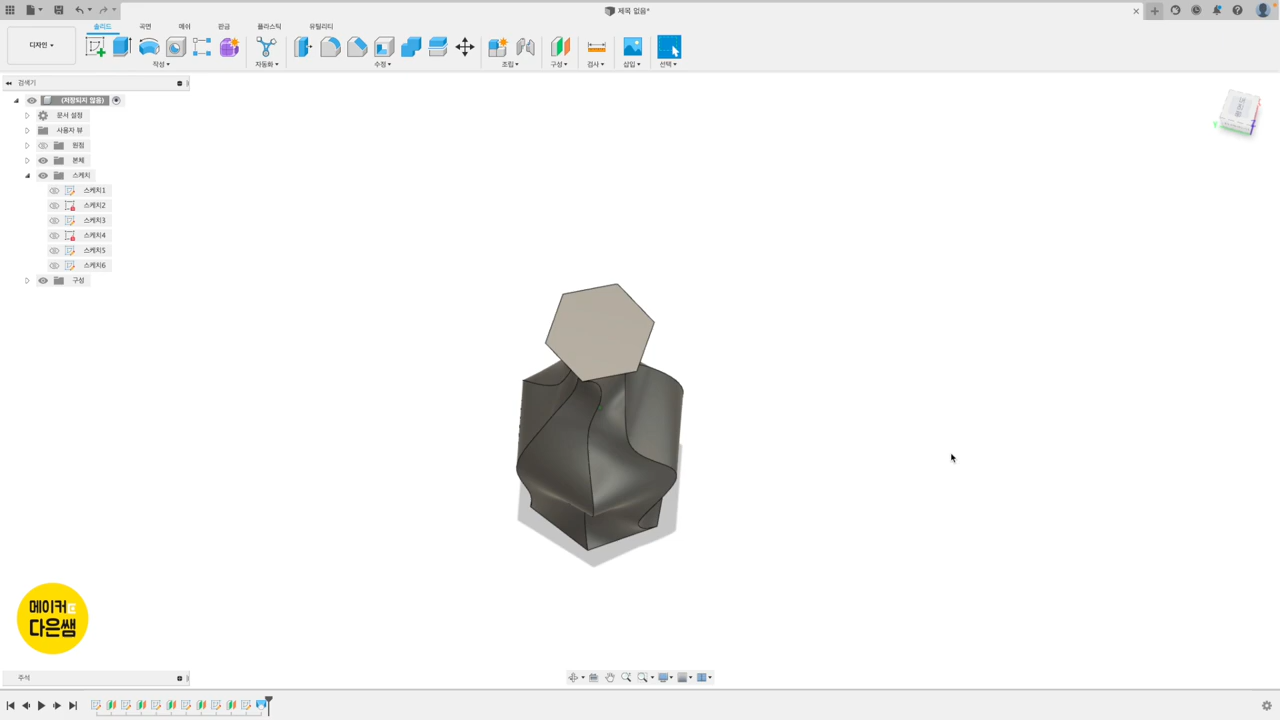 제목 없음*
디자인
솔리드
곡면
메쉬
판금
플라스틱
유틸리티
작성
자동화
수정
조립
구성
검사
삽입
선택
검색기
(저장되지 않음)
문서 설정
사용자 뷰
원점
본체
스케치
스케치1
스케치2
스케치3
스케치4
스케치5
스케치6
구성
Y
메이커
다은쌤
주석